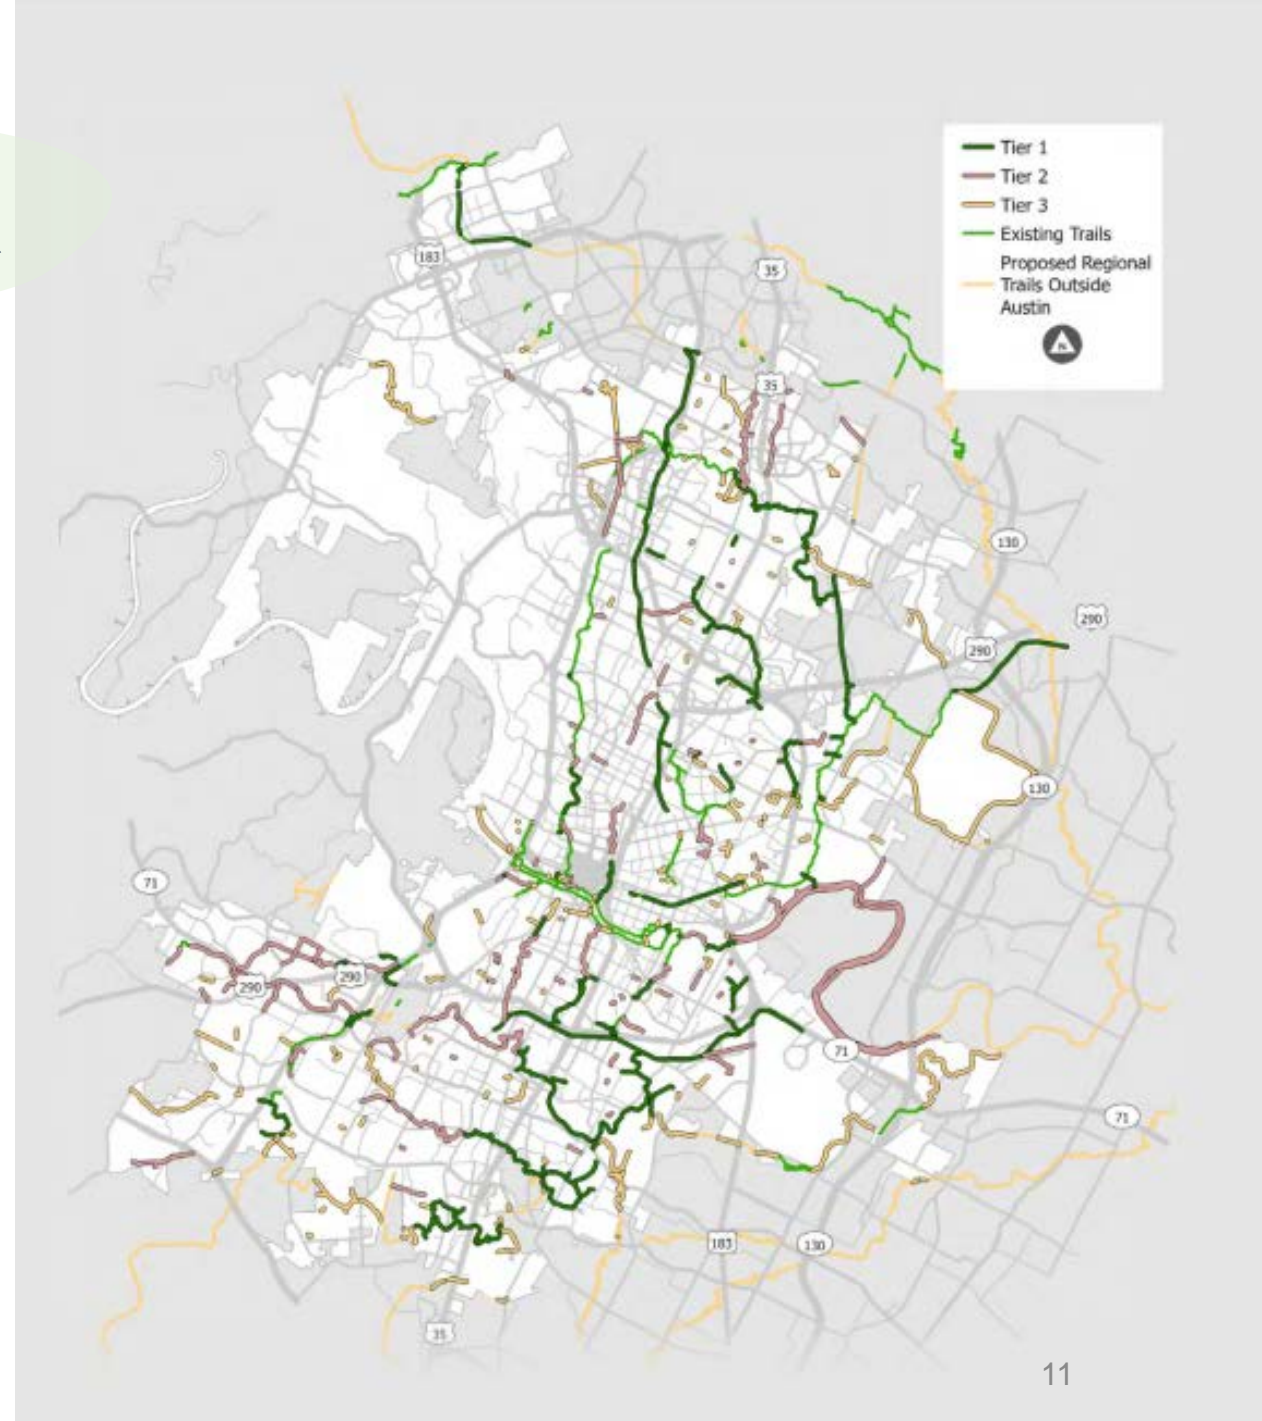 Tier 1
Tier 2
Tier 3
Existing Trails
Proposed Regional
Trails Outside
Austin
N
183
35
35
130
290
290
130
71
290
290
71
71
183
130
35
11